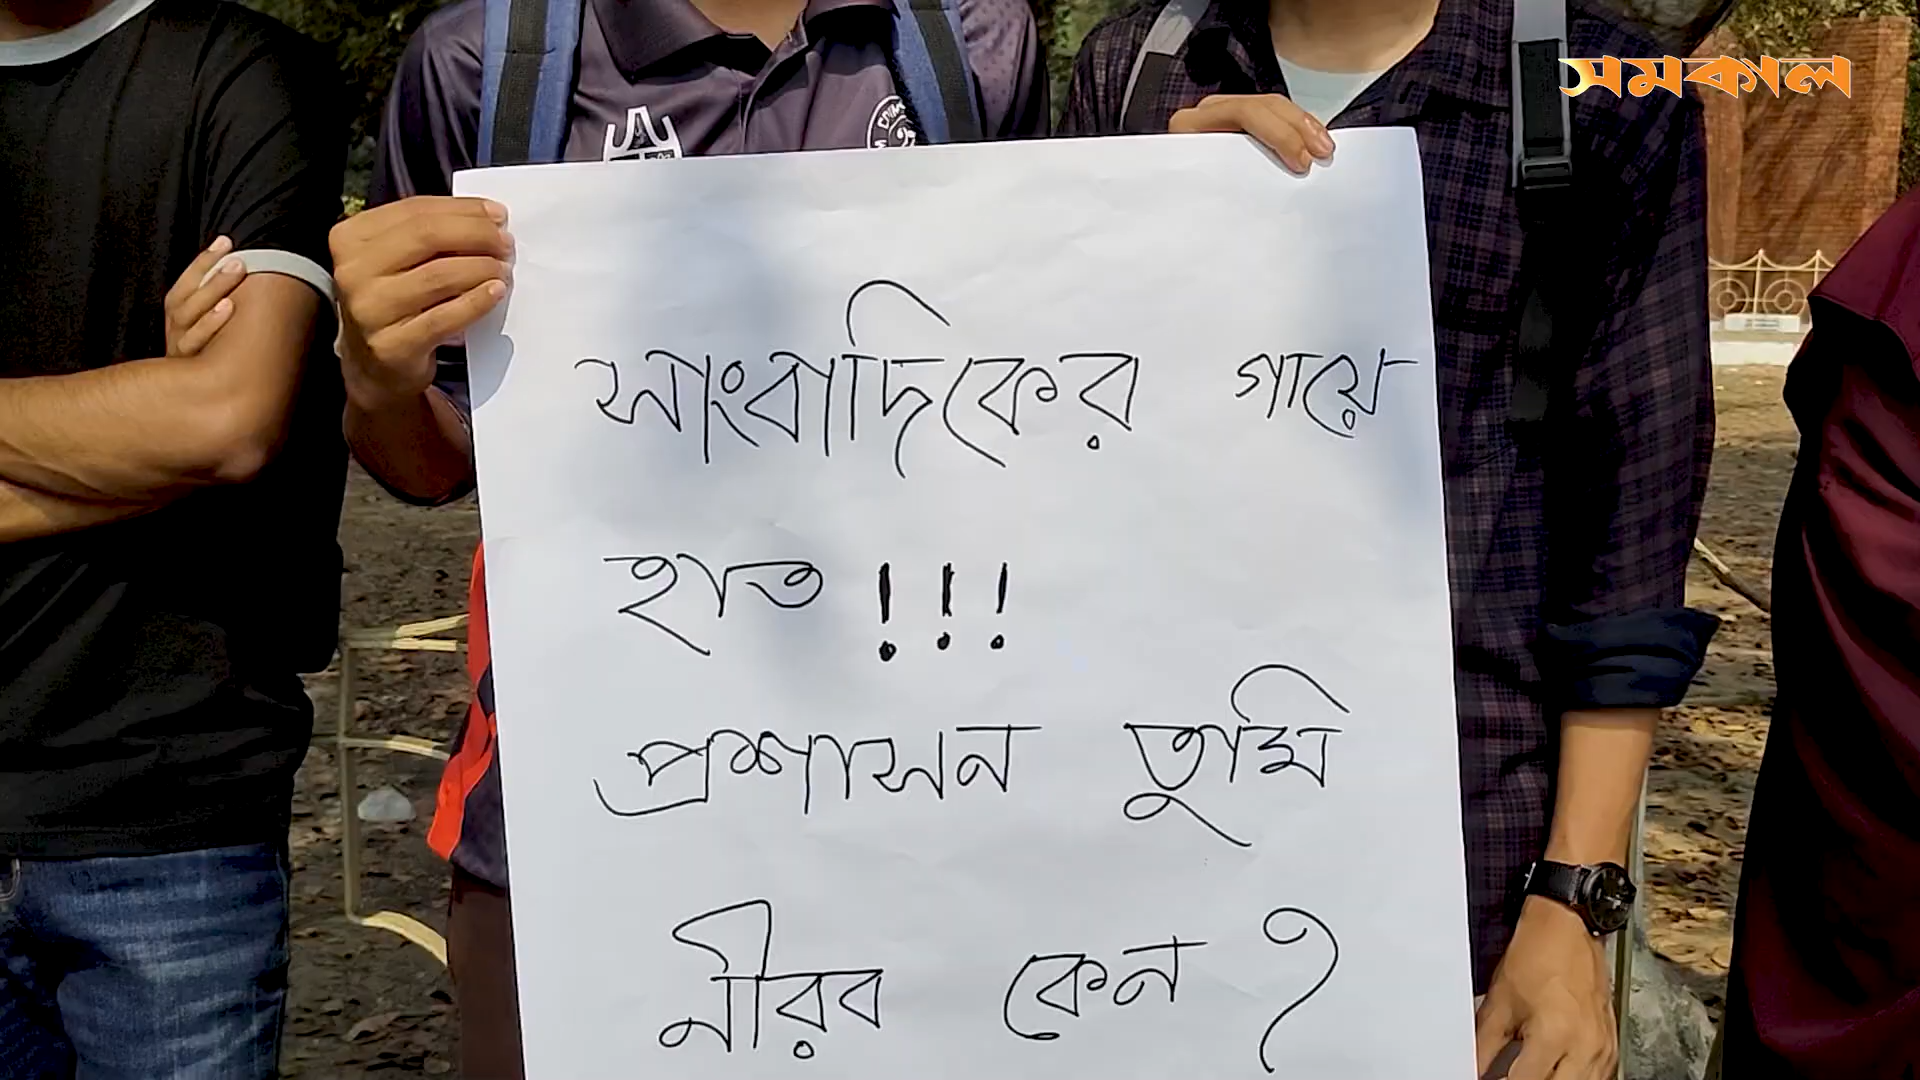 সমকাল
সাংবাদিকের গায়ে
হাত !!!
প্রশাসন তুমি
নীরব কেন ?